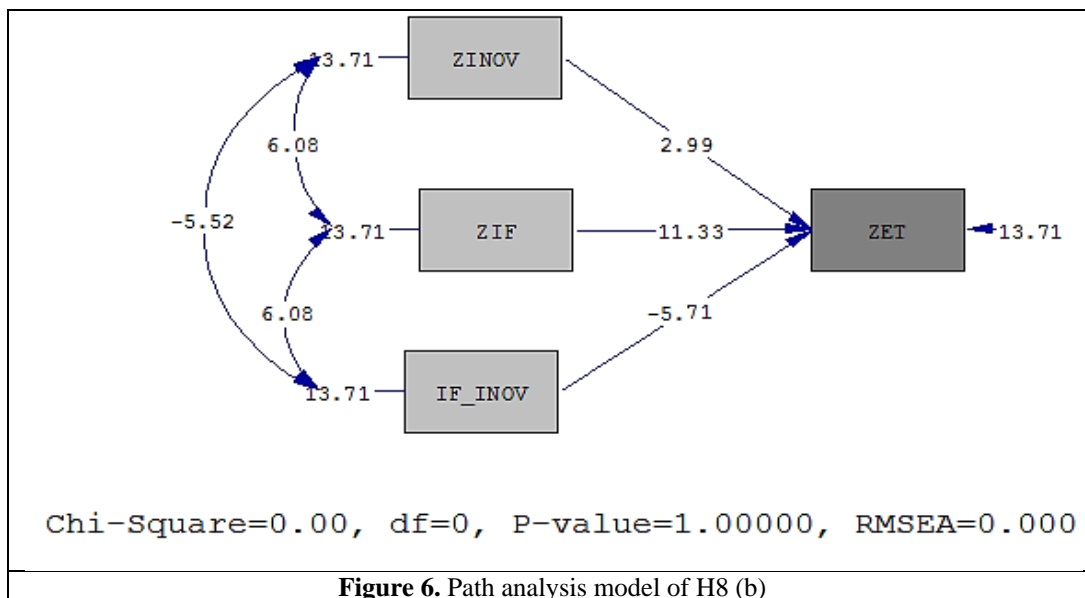 13.71 ZINOV
6.08
2.99
-5.52
13.71 ZIF 11.33 ZET 13.71
6.08
-5.71
13.71 IF_INOV
Chi-Square=0.00, df=0, P-value=1.00000, RMSEA=0.000
Figure 6. Path analysis model of H8 (b)